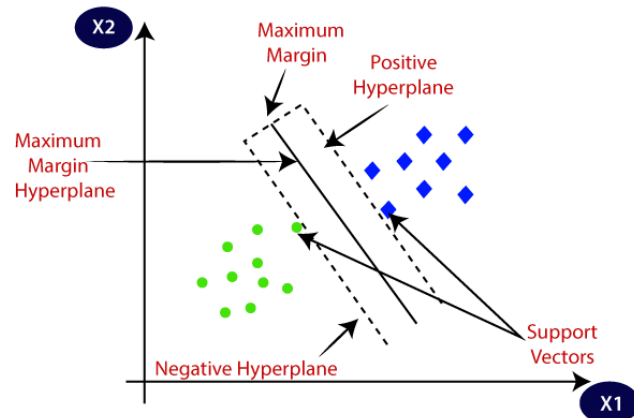 X2
Maximum
Margin
Positive
Hyperplane
Maximum
Margin
Hyperplane
Support
Vectors
Negative Hyperplane
X1